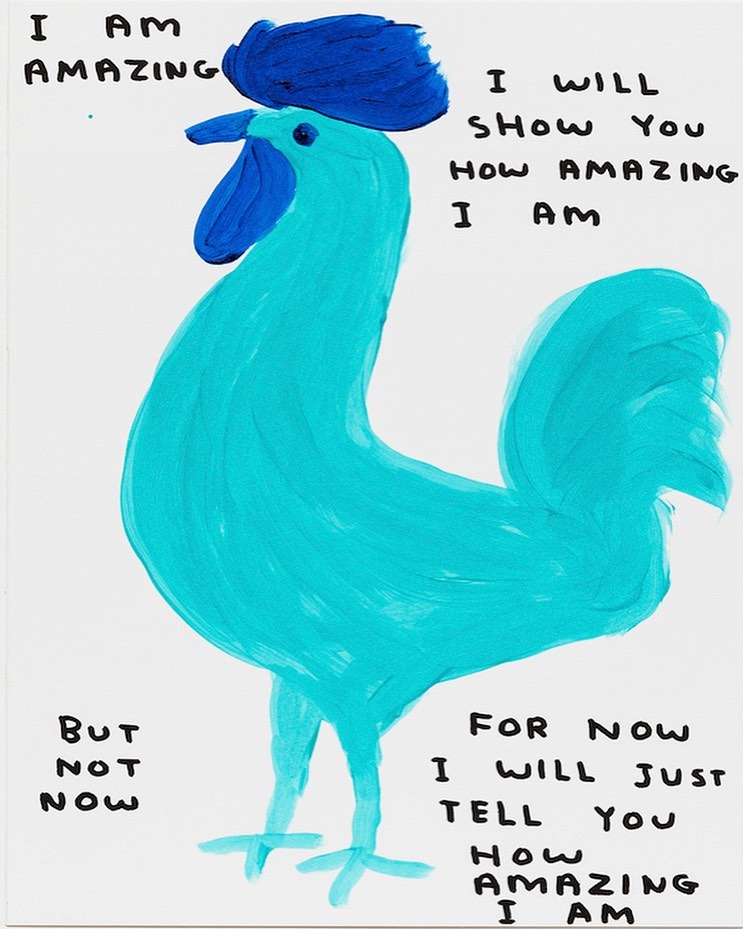 I AM
AMAZING
I WILL
SHOW YOU
HOW AMAZING
I AM
BUT
NOT
NOW
FOR NOW
I WILL JUST
TELL YOU
HOW
AMAZING
I AM